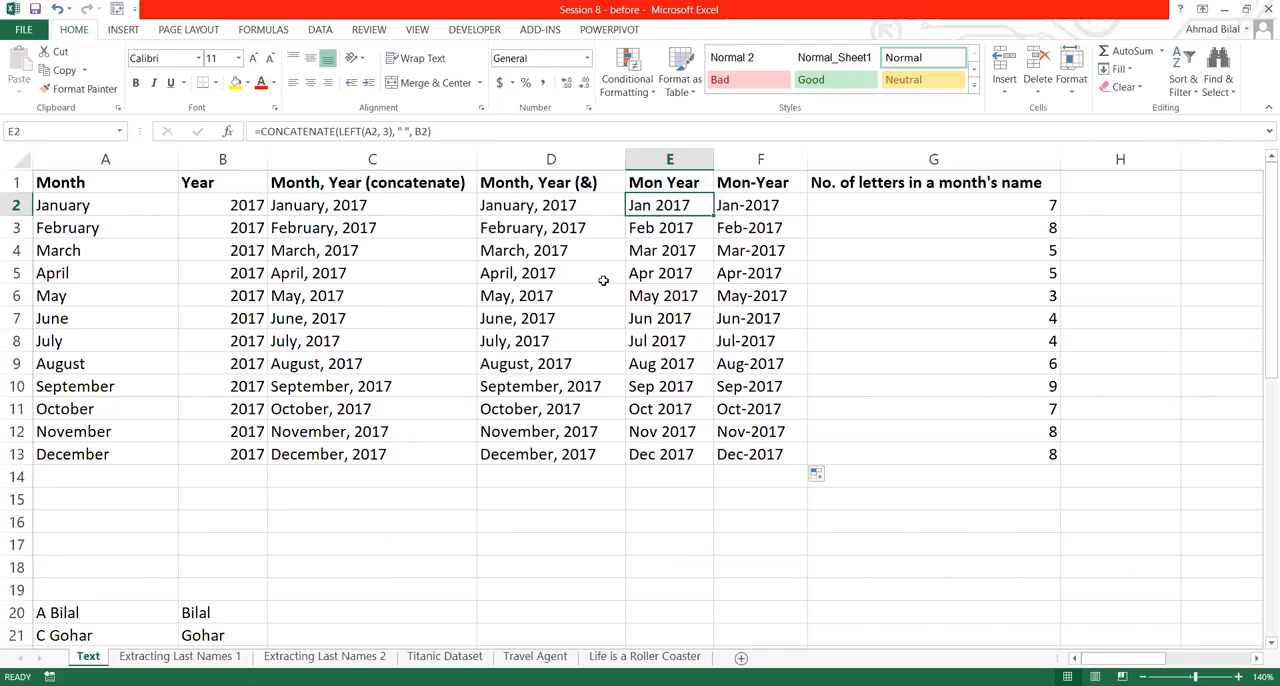 Session 8 - before - Microsoft Excel
FILE HOME INSERT PAGE LAYOUT FORMULAS DATA REVIEW VIEW DEVELOPER ADD-INS POWERPIVOT Ahmad Bilal
Paste Cut Copy Format Painter Clipboard
Calibri 11 B I U A Font
Wrap Text Merge & Center Alignment
General $ % , Number
Conditional Formatting Format as Table
Normal 2 Normal_Sheet1 Normal
Bad Good Neutral
Styles
Insert Delete Format Cells
AutoSum Fill Clear Sort & Filter Find & Select Editing
E2 fx =CONCATENATE(LEFT(A2, 3), " ", B2)
A B C D E F G H
1 Month Year Month, Year (concatenate) Month, Year (&) Mon Year Mon-Year No. of letters in a month's name
2 January 2017 January, 2017 January, 2017 Jan 2017 Jan-2017 7
3 February 2017 February, 2017 February, 2017 Feb 2017 Feb-2017 8
4 March 2017 March, 2017 March, 2017 Mar 2017 Mar-2017 5
5 April 2017 April, 2017 April, 2017 Apr 2017 Apr-2017 5
6 May 2017 May, 2017 May, 2017 May 2017 May-2017 3
7 June 2017 June, 2017 June, 2017 Jun 2017 Jun-2017 4
8 July 2017 July, 2017 July, 2017 Jul 2017 Jul-2017 4
9 August 2017 August, 2017 August, 2017 Aug 2017 Aug-2017 6
10 September 2017 September, 2017 September, 2017 Sep 2017 Sep-2017 9
11 October 2017 October, 2017 October, 2017 Oct 2017 Oct-2017 7
12 November 2017 November, 2017 November, 2017 Nov 2017 Nov-2017 8
13 December 2017 December, 2017 December, 2017 Dec 2017 Dec-2017 8
14
15
16
17
18
19
20 A Bilal Bilal
21 C Gohar Gohar
Text Extracting Last Names 1 Extracting Last Names 2 Titanic Dataset Travel Agent Life is a Roller Coaster
READY 140%